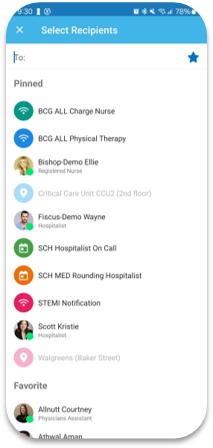 9:30
78%
Select Recipients
To:
Pinned
BCG ALL Charge Nurse
BCG ALL Physical Therapy
Bishop-Demo Ellie
Registered Nurse
Critical Care Unit CCU2 (2nd floor)
Fiscus-Demo Wayne
Hospitalist
SCH Hospitalist On Call
SCH MED Rounding Hospitalist
STEMI Notification
Scott Kristie
Hospitalist
Walgreens (Baker Street)
Favorite
Allnutt Courtney
Physicians Assistant
Athwal Aman